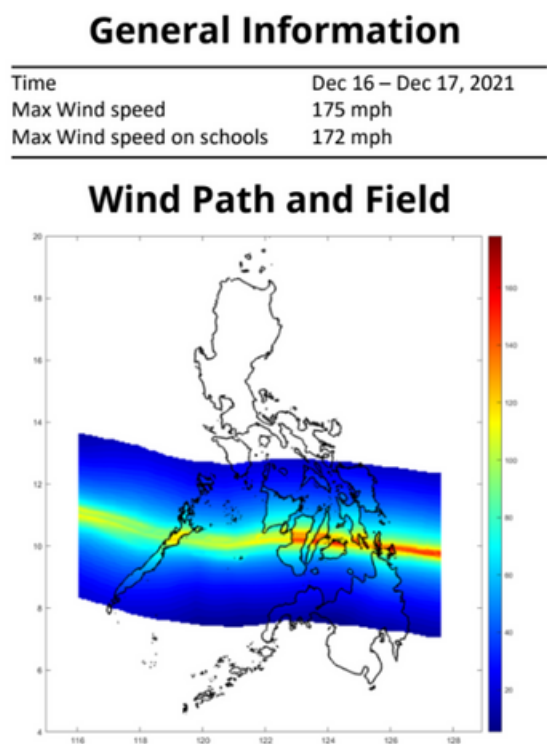 General Information
Time Dec 16 – Dec 17, 2021
Max Wind speed 175 mph
Max Wind speed on schools 172 mph
Wind Path and Field
20
18
16
14
12
10
8
6
4
116 118 120 122 124 126 128
160
140
120
100
80
60
40
20